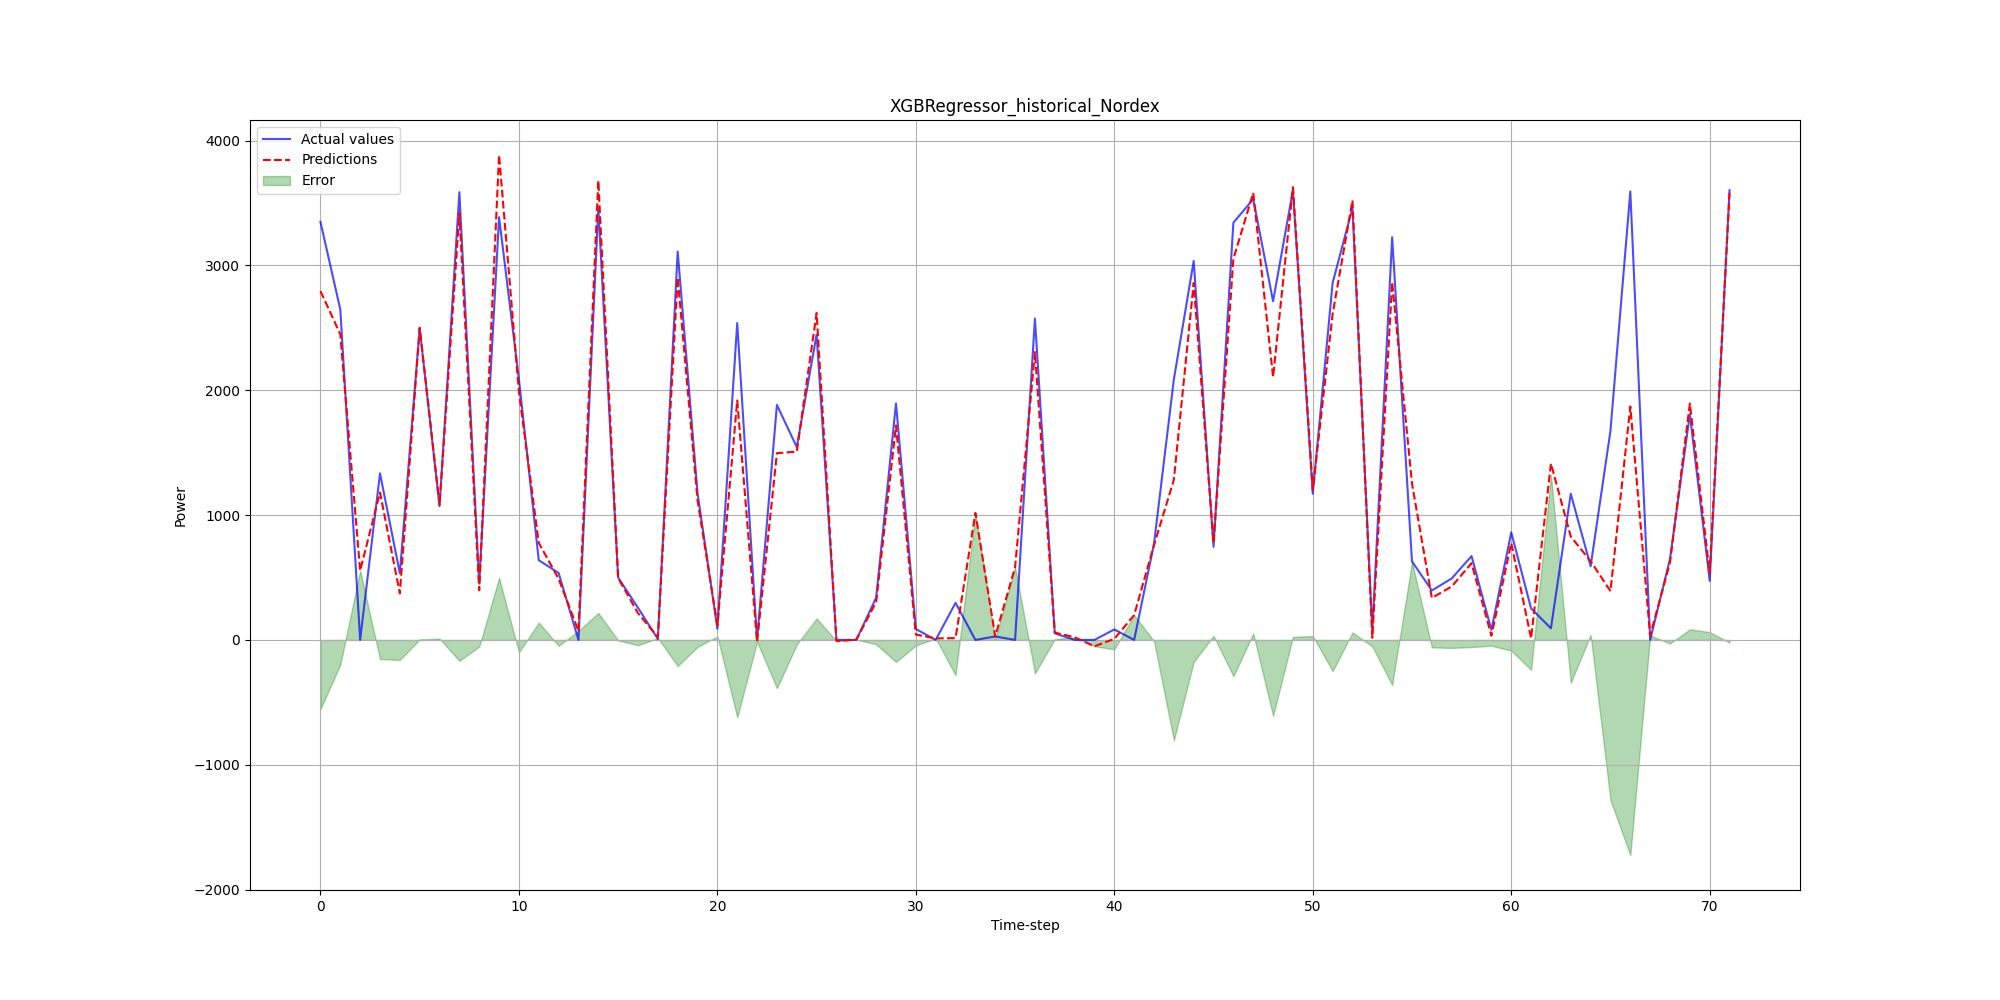 XGBRegressor_historical_Nordex
Actual values
Predictions
Error
4000
3000
2000
1000
0
−1000
−2000
Power
0 10 20 30 40 50 60 70
Time-step